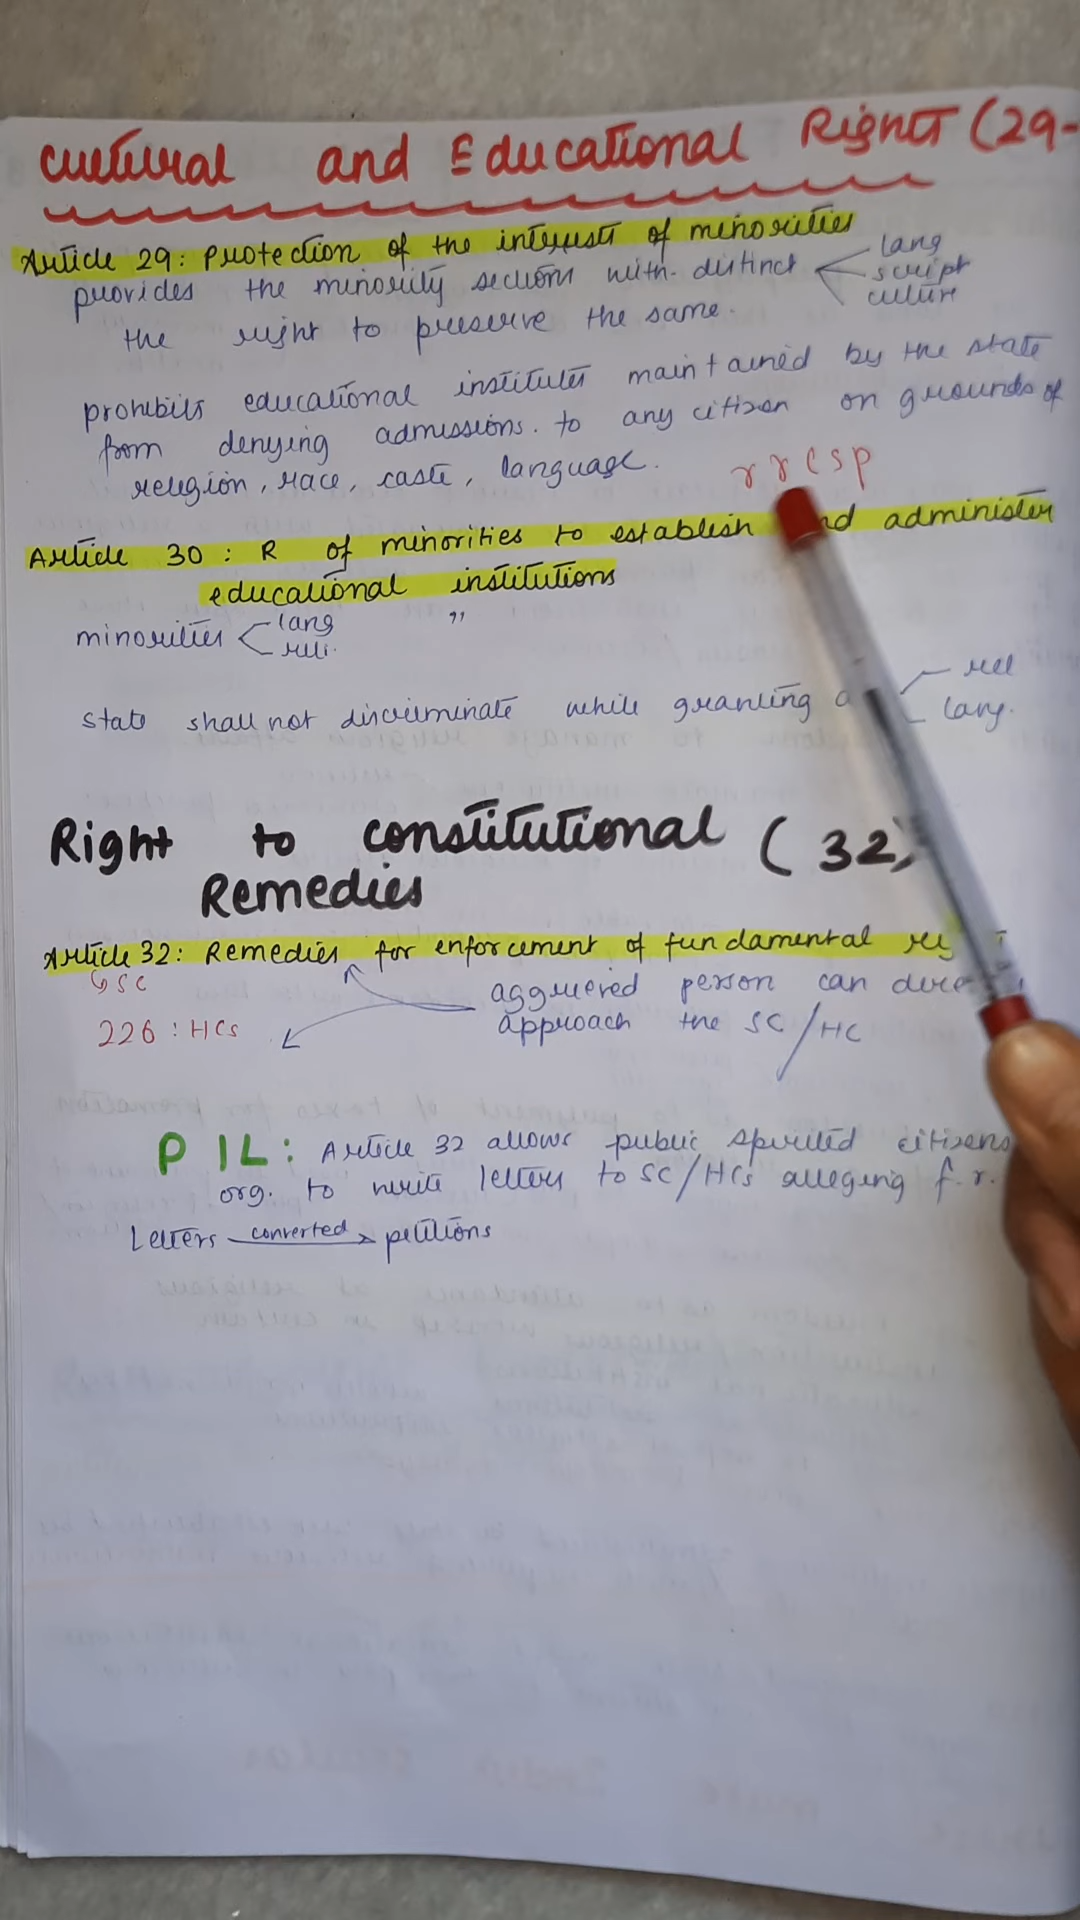 Cultural and Educational Rights (29-
Article 29: Protection of the interests of minorities
provides the minority sections with distinct
lang
script
culture
the right to preserve the same.
prohibits educational institutes maintained by the state
from denying admissions. to any citizen on grounds of
religion, race, caste, language.
r r c s p
Article 30: R of minorities to establish and administer
educational institutions
"
minorities
lang
reli.
state shall not discriminate while granting
rel
lang.
Right to constitutional (32)
Remedies
Article 32: Remedies for enforcement of fundamental
SC
aggrieved person can
226: HCs
approach the SC/HC
PIL: Article 32 allows public spirited citizens
org. to write letters to SC/HCs alleging f.r.
Letters converted petitions